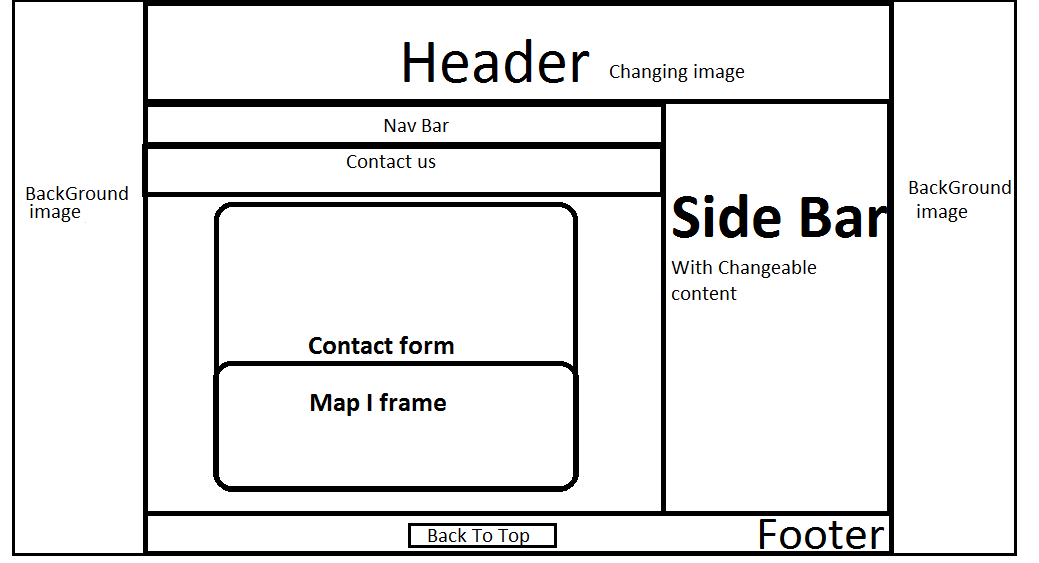 Header
Changing image
Nav Bar
Contact us
BackGround
image
Side Bar
With Changeable
content
BackGround
image
Contact form
Map I frame
Back To Top
Footer